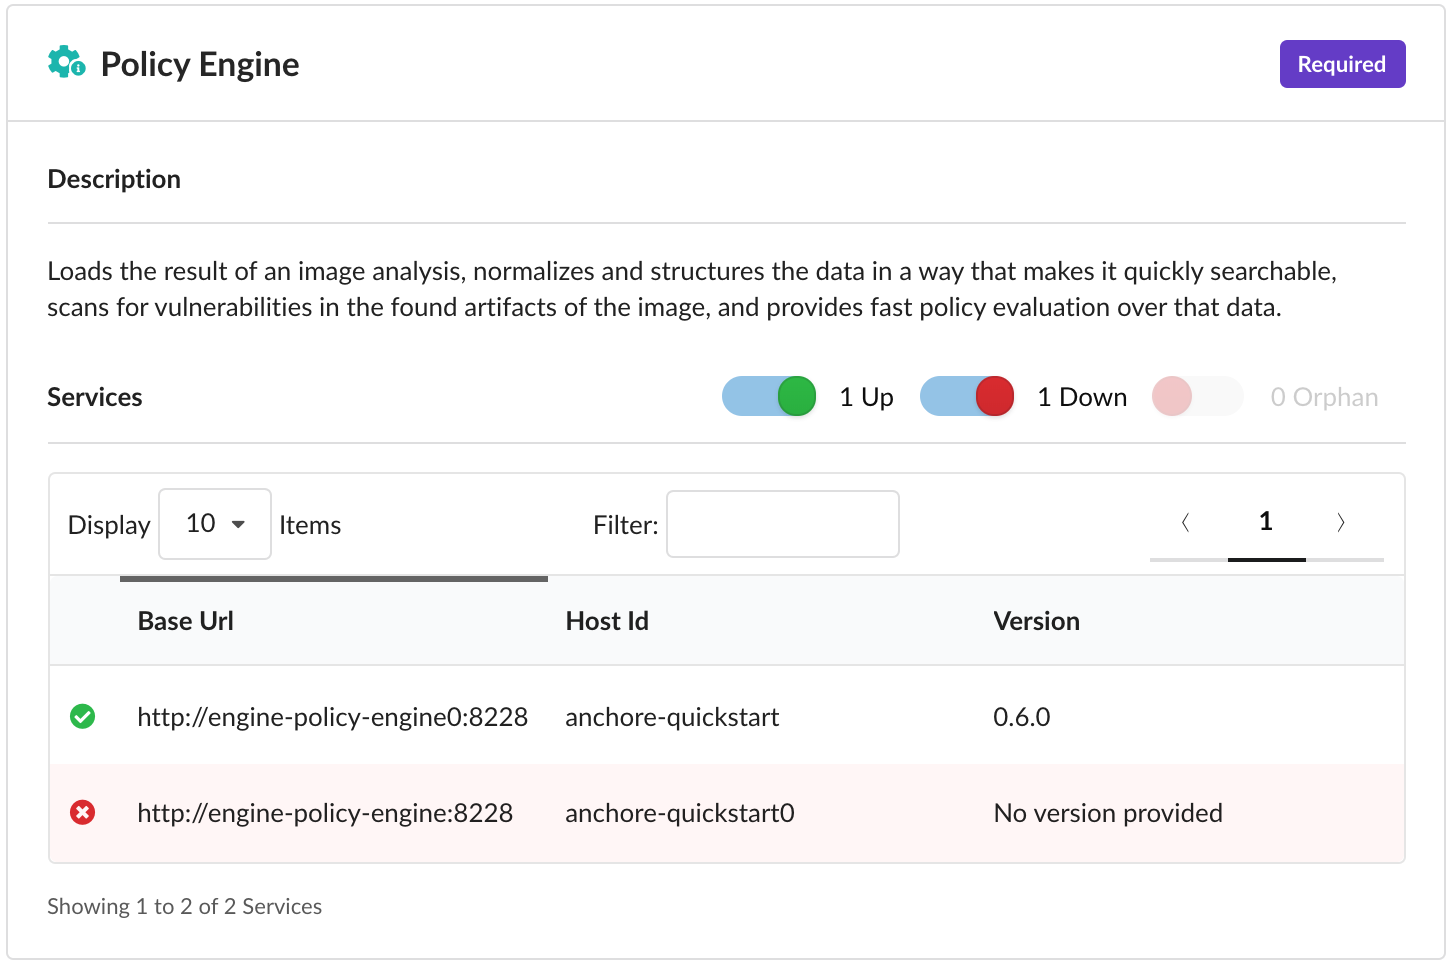 Policy Engine
Required
Description
Loads the result of an image analysis, normalizes and structures the data in a way that makes it quickly searchable,
scans for vulnerabilities in the found artifacts of the image, and provides fast policy evaluation over that data.
Services 1 Up 1 Down 0 Orphan
Display 10 Items Filter: 1
Base Url Host Id Version
http://engine-policy-engine0:8228 anchore-quickstart 0.6.0
http://engine-policy-engine:8228 anchore-quickstart0 No version provided
Showing 1 to 2 of 2 Services